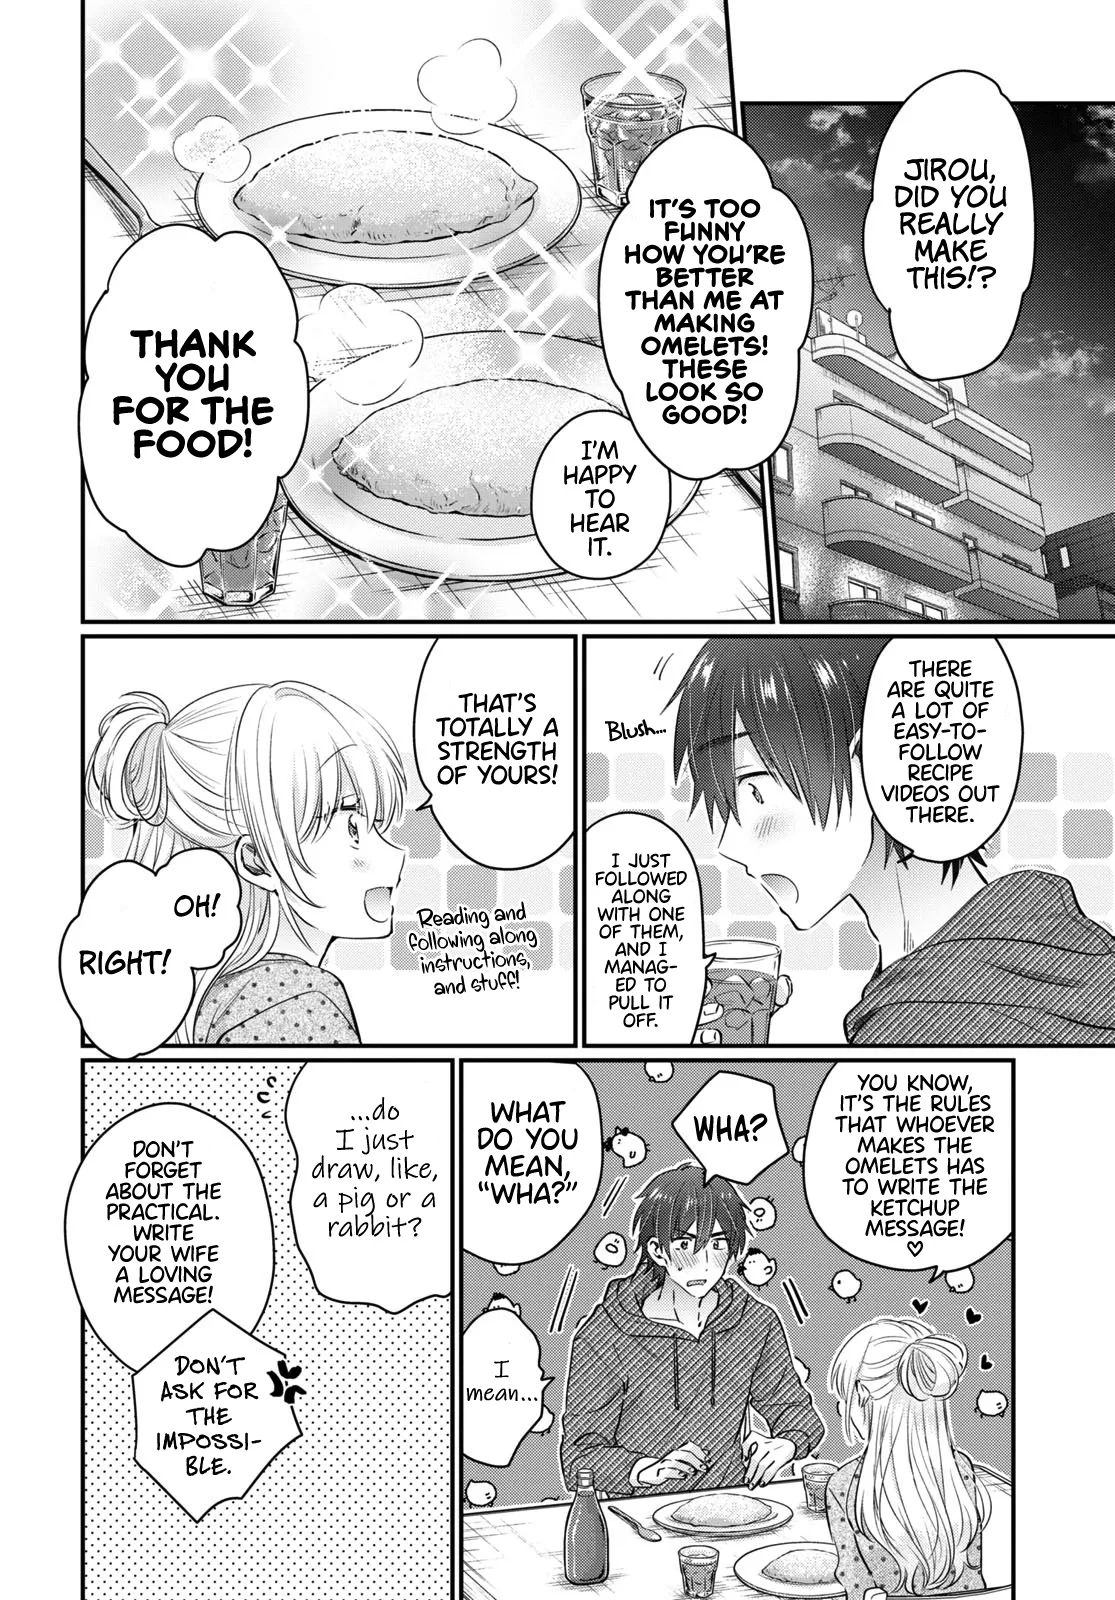 JIROU,
DID YOU
REALLY
MAKE
THIS!?
IT'S TOO
FUNNY
HOW YOU'RE
BETTER
THAN ME AT
MAKING
OMELETS!
THESE
LOOK SO
GOOD!
I'M
HAPPY
TO
HEAR
IT.
THANK
YOU
FOR THE
FOOD!
THERE
ARE QUITE
A LOT OF
EASY-TO-
FOLLOW
RECIPE
VIDEOS OUT
THERE.
Blush...
I JUST
FOLLOWED
ALONG
WITH ONE
OF THEM,
AND I
MANAG-
ED TO
PULL IT
OFF.
THAT'S
TOTALLY A
STRENGTH
OF YOURS!
Reading and
following along
instructions,
and stuff!
OH!
RIGHT!
YOU KNOW,
IT'S THE RULES
THAT WHOEVER
MAKES THE
OMELETS HAS
TO WRITE THE
KETCHUP
MESSAGE!
♡
WHA?
WHAT
DO YOU
MEAN,
"WHA?"
I
mean...
...do
I just
draw, like,
a pig or a
rabbit?
DON'T
FORGET
ABOUT THE
PRACTICAL.
WRITE
YOUR WIFE
A LOVING
MESSAGE!
DON'T
ASK FOR
THE
IMPOSSI-
BLE.